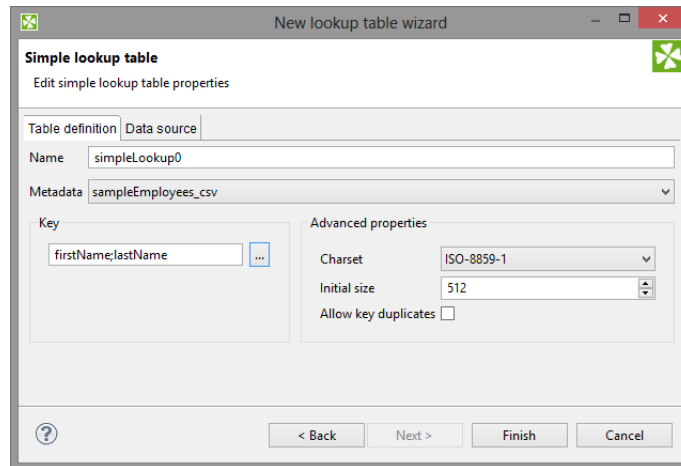 New lookup table wizard
Simple lookup table
Edit simple lookup table properties
Table definition Data source
Name simpleLookup0
Metadata sampleEmployees_csv
Key
firstName;lastName ...
Advanced properties
Charset ISO-8859-1
Initial size 512
Allow key duplicates
? < Back Next > Finish Cancel